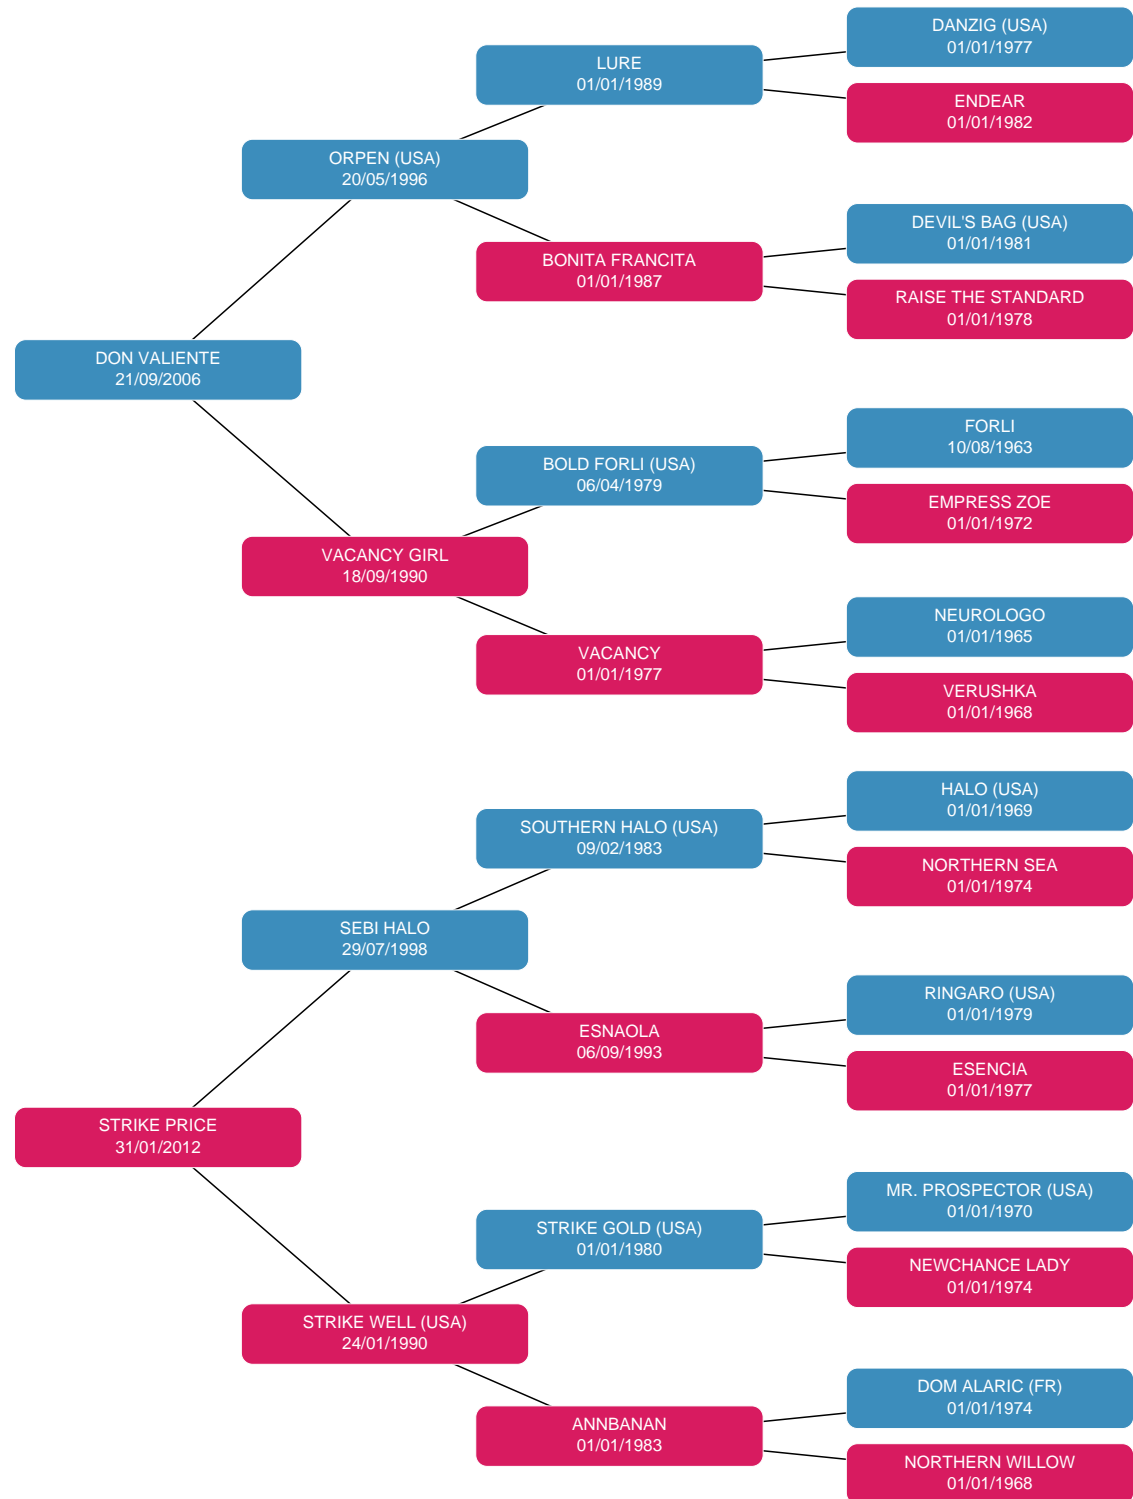 DANZIG (USA)
01/01/1977
LURE
01/01/1989
ENDEAR
01/01/1982
ORPEN (USA)
20/05/1996
DEVIL'S BAG (USA)
01/01/1981
BONITA FRANCITA
01/01/1987
RAISE THE STANDARD
01/01/1978
DON VALIENTE
21/09/2006
FORLI
10/08/1963
BOLD FORLI (USA)
06/04/1979
EMPRESS ZOE
01/01/1972
VACANCY GIRL
18/09/1990
NEUROLOGO
01/01/1965
VACANCY
01/01/1977
VERUSHKA
01/01/1968
HALO (USA)
01/01/1969
SOUTHERN HALO (USA)
09/02/1983
NORTHERN SEA
01/01/1974
SEBI HALO
29/07/1998
RINGARO (USA)
01/01/1979
ESNAOLA
06/09/1993
ESENCIA
01/01/1977
STRIKE PRICE
31/01/2012
MR. PROSPECTOR (USA)
01/01/1970
STRIKE GOLD (USA)
01/01/1980
NEWCHANCE LADY
01/01/1974
STRIKE WELL (USA)
24/01/1990
DOM ALARIC (FR)
01/01/1974
ANNBANAN
01/01/1983
NORTHERN WILLOW
01/01/1968